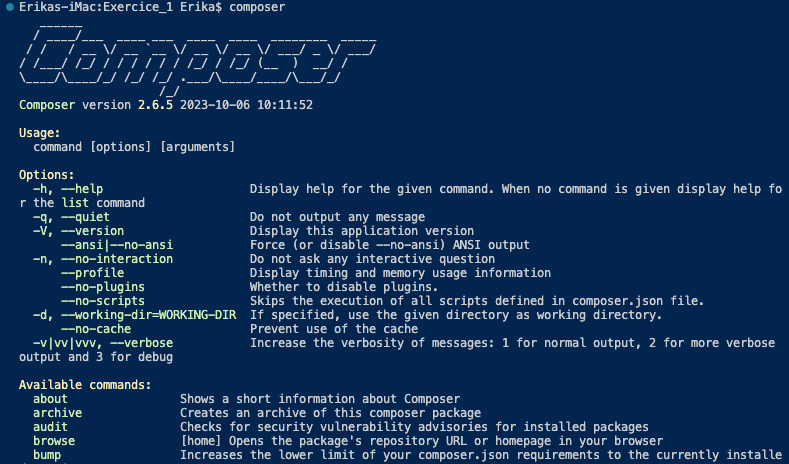 Erikas-iMac:Exercice_1 Erika$ composer
   ______
  / ____/___  ____ ___  ____  ____  ________  _____
 / /   / __ \/ __ `__ \/ __ \/ __ \/ ___/ _ \/ ___/
/ /___/ /_/ / / / / / / /_/ / /_/ (__  )  __/ /
\____/\____/_/ /_/ /_/ .___/\____/____/\___/_/
                    /_/
Composer version 2.6.5 2023-10-06 10:11:52
Usage:
  command [options] [arguments]
Options:
  -h, --help                     Display help for the given command. When no command is given display help fo
r the list command
  -q, --quiet                    Do not output any message
  -V, --version                  Display this application version
      --ansi|--no-ansi           Force (or disable --no-ansi) ANSI output
  -n, --no-interaction           Do not ask any interactive question
      --profile                  Display timing and memory usage information
      --no-plugins               Whether to disable plugins.
      --no-scripts               Skips the execution of all scripts defined in composer.json file.
  -d, --working-dir=WORKING-DIR  If specified, use the given directory as working directory.
      --no-cache                 Prevent use of the cache
  -v|vv|vvv, --verbose           Increase the verbosity of messages: 1 for normal output, 2 for more verbose
output and 3 for debug
Available commands:
  about                Shows a short information about Composer
  archive              Creates an archive of this composer package
  audit                Checks for security vulnerability advisories for installed packages
  browse               [home] Opens the package's repository URL or homepage in your browser
  bump                 Increases the lower limit of your composer.json requirements to the currently installe